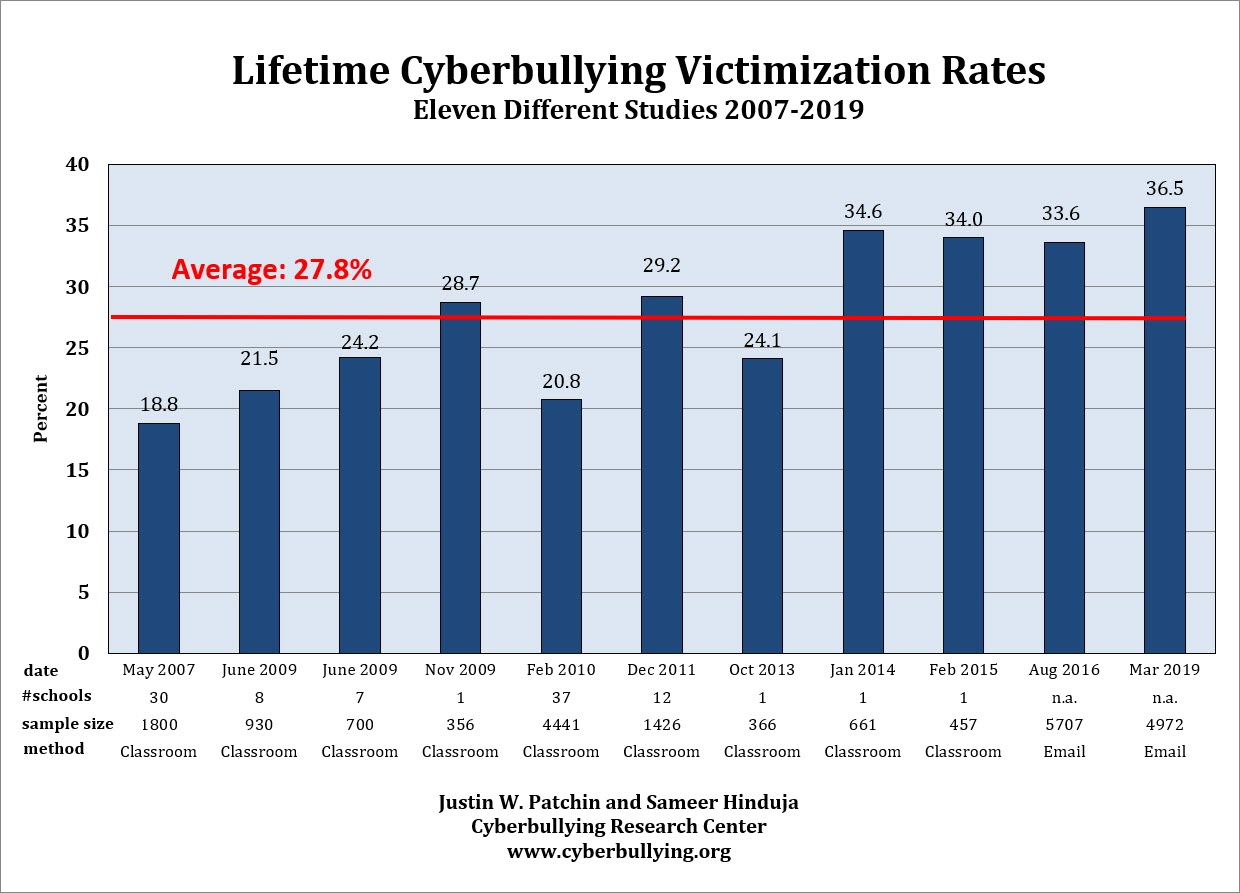 Lifetime Cyberbullying Victimization Rates
Eleven Different Studies 2007-2019
Percent
40
35
30
25
20
15
10
5
0
Average: 27.8%
18.8
21.5
24.2
28.7
20.8
29.2
24.1
34.6
34.0
33.6
36.5
date May 2007 June 2009 June 2009 Nov 2009 Feb 2010 Dec 2011 Oct 2013 Jan 2014 Feb 2015 Aug 2016 Mar 2019
#schools 30 8 7 1 37 12 1 1 1 n.a. n.a.
sample size 1800 930 700 356 4441 1426 366 661 457 5707 4972
method Classroom Classroom Classroom Classroom Classroom Classroom Classroom Classroom Classroom Email Email
Justin W. Patchin and Sameer Hinduja
Cyberbullying Research Center
www.cyberbullying.org